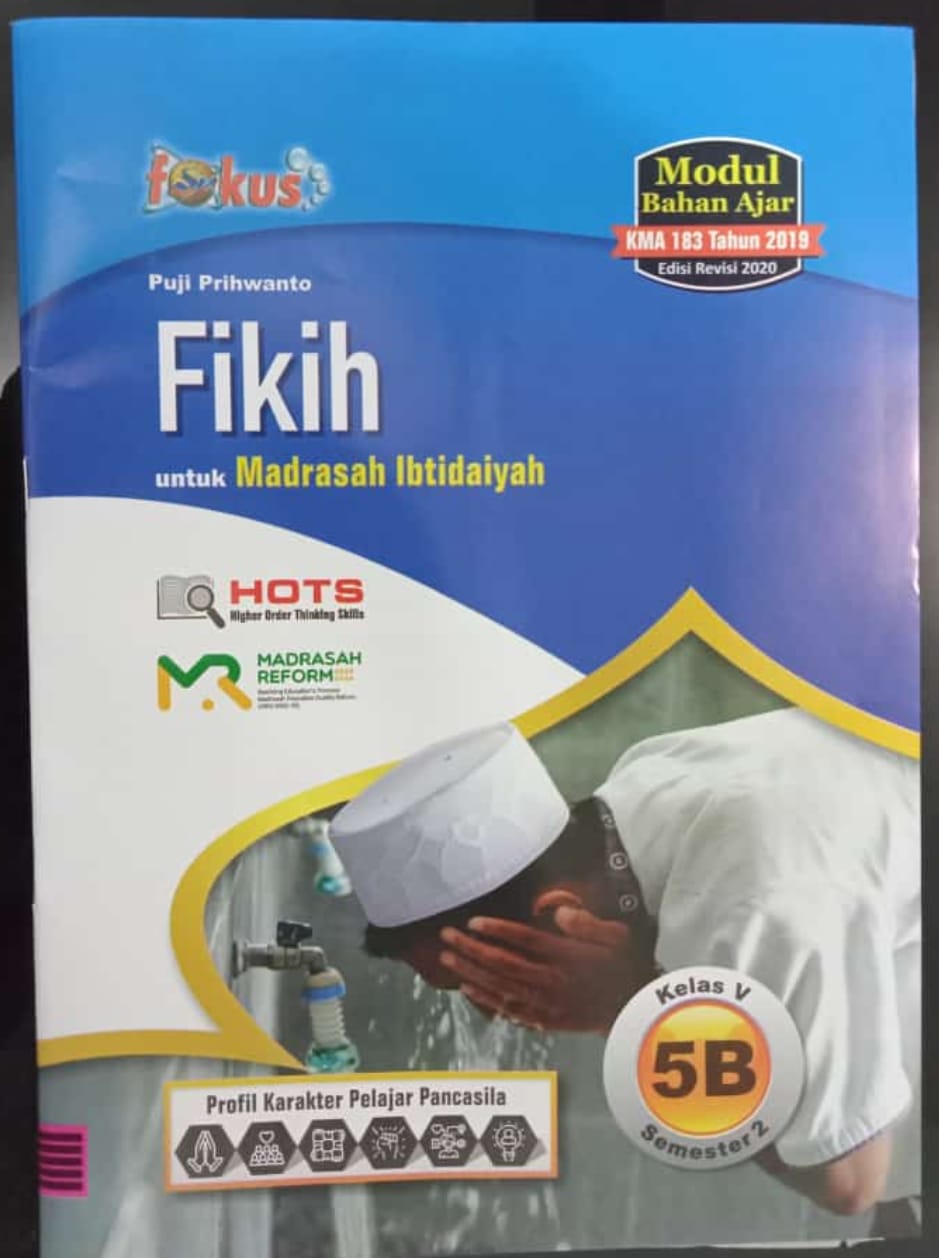 fokus
Modul
Bahan Ajar
KMA 183 Tahun 2019
Edisi Revisi 2020
Puji Prihwanto
Fikih
untuk Madrasah Ibtidaiyah
HOTS
Higher Order Thinking Skills
MADRASAH
REFORM
Kelas V
5B
Semester 2
Profil Karakter Pelajar Pancasila